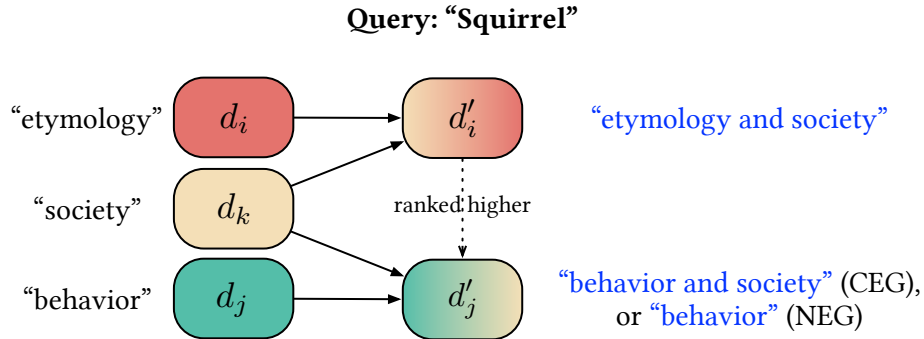 Query: “Squirrel”
“etymology” d_i d′_i “etymology and society”
“society” d_k ranked higher
“behavior” d_j d′_j “behavior and society” (CEG),
or “behavior” (NEG)